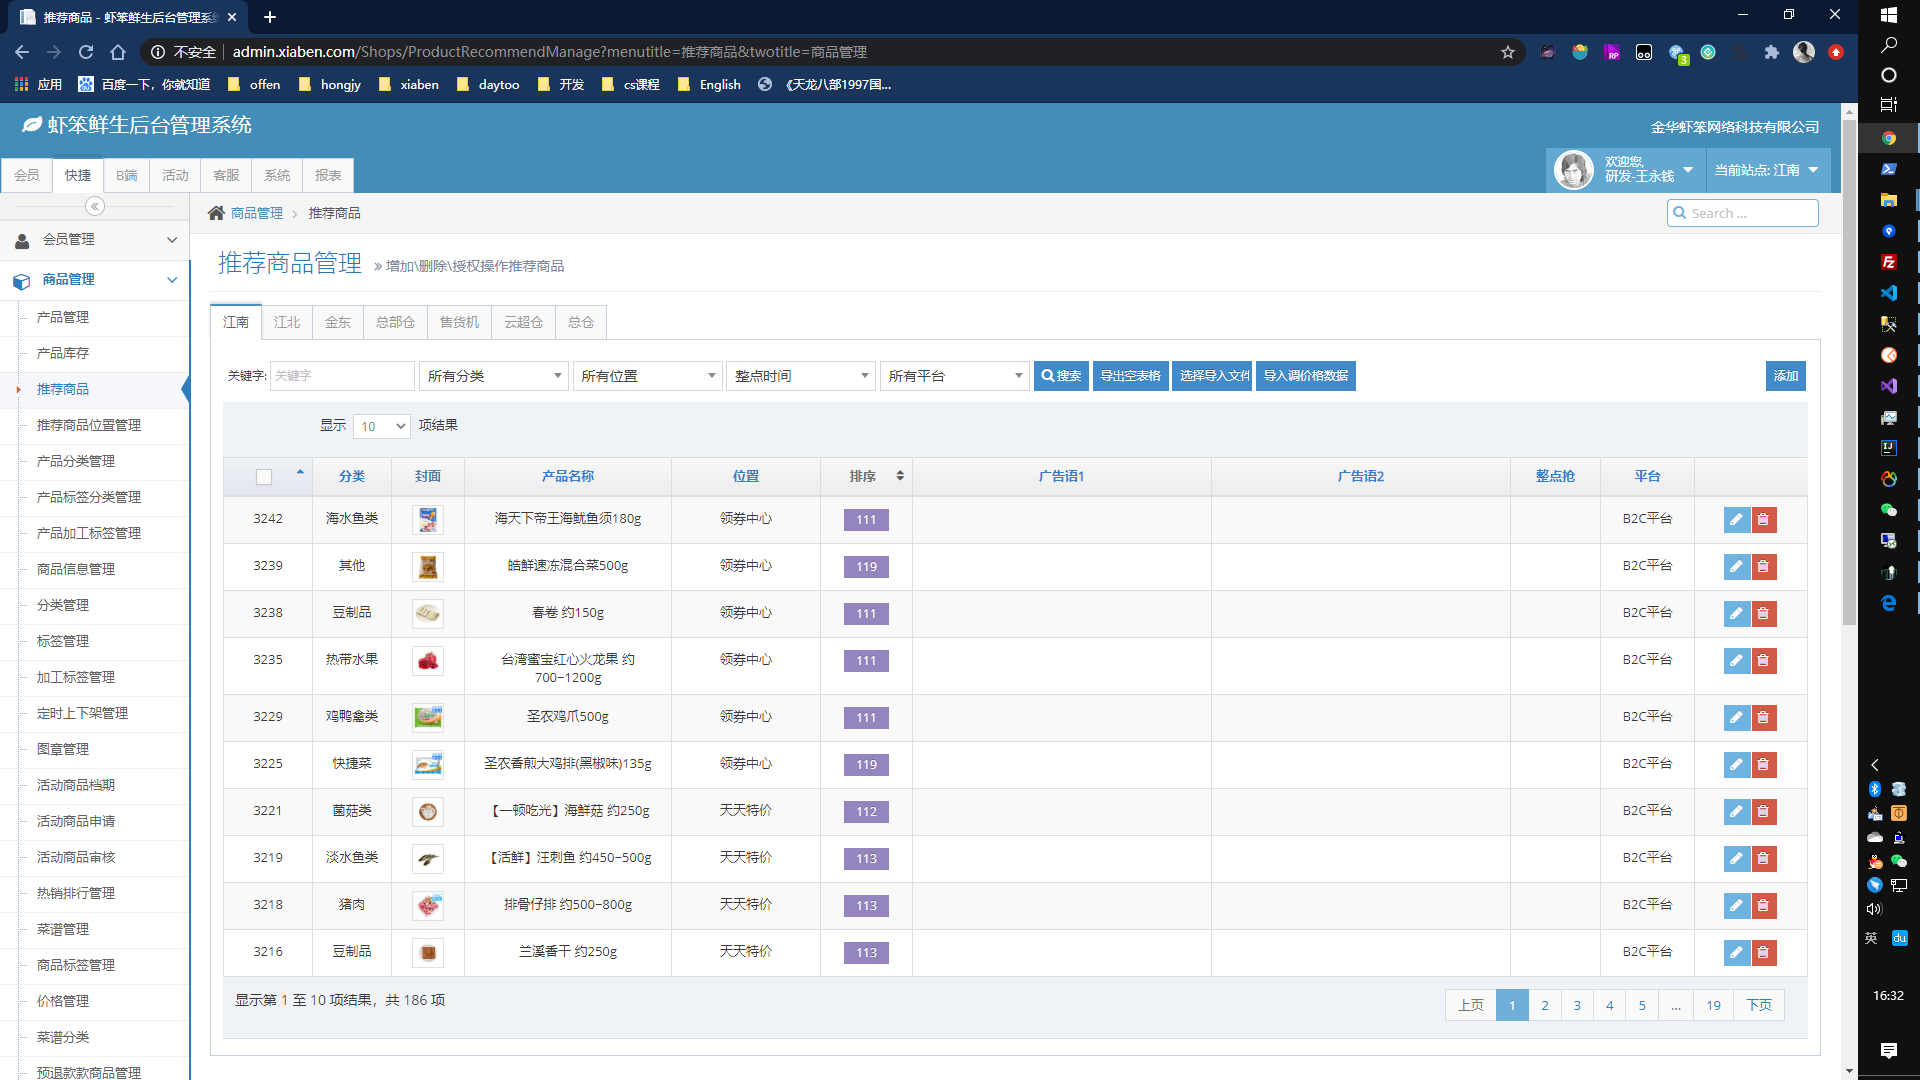 推荐商品 - 虾笨鲜生后台管理系统
不安全 admin.xiaben.com/Shops/ProductRecommendManage?menutitle=推荐商品&twotitle=商品管理
应用 百度一下，你就知道 offen hongjy xiaben daytoo 开发 cs课程 English 《天龙八部1997国...
虾笨鲜生后台管理系统
金华虾笨网络科技有限公司
会员 快捷 B端 活动 客服 系统 报表
欢迎您,
研发-王永钱
当前站点: 江南
商品管理 推荐商品
Search ...
会员管理
商品管理
产品管理
产品库存
推荐商品
推荐商品位置管理
产品分类管理
产品标签分类管理
产品加工标签管理
商品信息管理
分类管理
标签管理
加工标签管理
定时上下架管理
图章管理
活动商品档期
活动商品申请
活动商品审核
热销排行管理
菜谱管理
商品标签管理
价格管理
菜谱分类
预退款款商品管理
推荐商品管理 » 增加\删除\授权操作推荐商品
江南 江北 金东 总部仓 售货机 云超仓 总仓
关键字: 关键字 所有分类 所有位置 整点时间 所有平台 搜索 导出空表格 选择导入文件 导入调价格数据 添加
显示 10 项结果
分类 封面 产品名称 位置 排序 广告语1 广告语2 整点抢 平台
3242 海水鱼类 海天下帝王海鱿鱼须180g 领券中心 111 B2C平台
3239 其他 皓鲜速冻混合菜500g 领券中心 119 B2C平台
3238 豆制品 春卷 约150g 领券中心 111 B2C平台
3235 热带水果 台湾蜜宝红心火龙果 约 领券中心 111 B2C平台
700~1200g
3229 鸡鸭禽类 圣农鸡爪500g 领券中心 111 B2C平台
3225 快捷菜 圣农香煎大鸡排(黑椒味)135g 领券中心 119 B2C平台
3221 菌菇类 【一顿吃光】海鲜菇 约250g 天天特价 112 B2C平台
3219 淡水鱼类 【活鲜】汪刺鱼 约450~500g 天天特价 113 B2C平台
3218 猪肉 排骨仔排 约500~800g 天天特价 113 B2C平台
3216 豆制品 兰溪香干 约250g 天天特价 113 B2C平台
显示第 1 至 10 项结果，共 186 项
上页 1 2 3 4 5 ... 19 下页
英 du
16:32